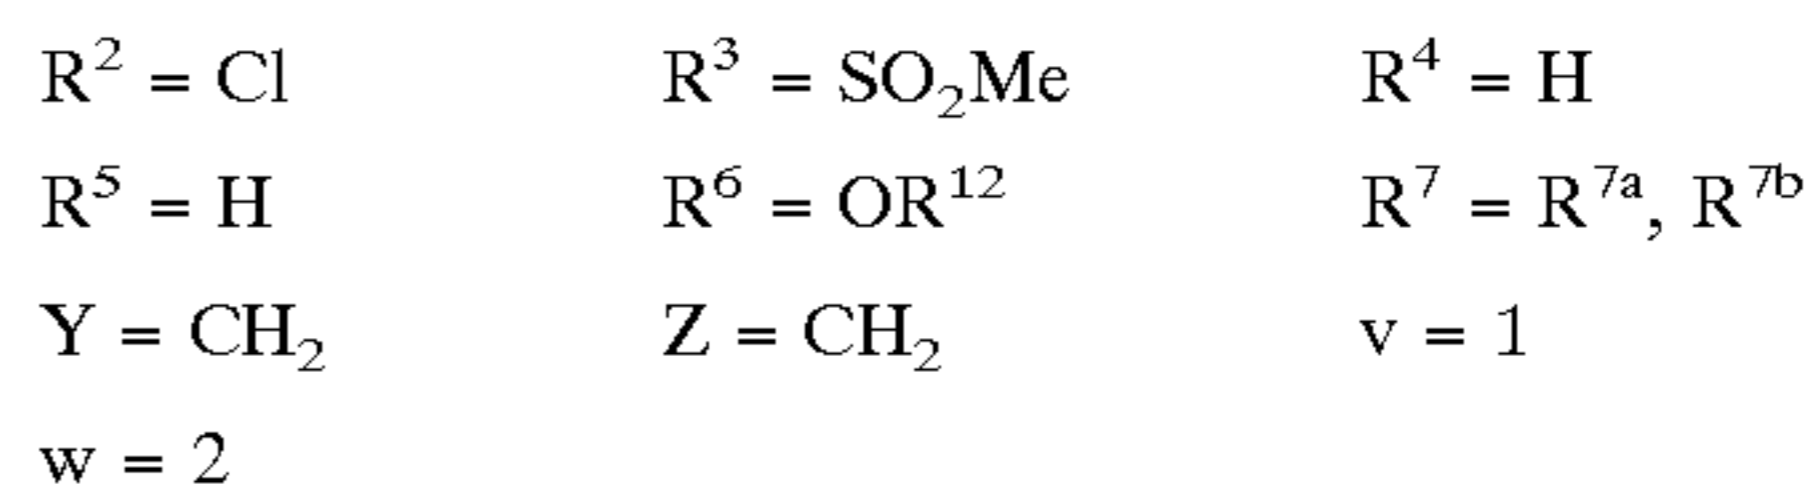 R² = Cl R³ = SO₂Me R⁴ = H
R⁵ = H R⁶ = OR¹² R⁷ = R⁷ᵃ, R⁷ᵇ
Y = CH₂ Z = CH₂ v = 1
w = 2